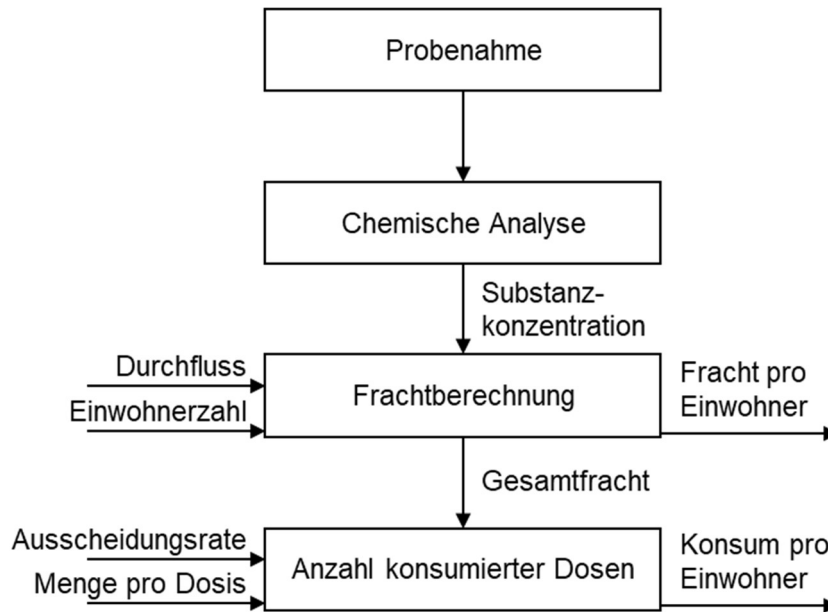 Probenahme
Chemische Analyse
Substanz-
konzentration
Durchfluss
Einwohnerzahl
Frachtberechnung
Fracht pro
Einwohner
Gesamtfracht
Ausscheidungsrate
Menge pro Dosis
Anzahl konsumierter Dosen
Konsum pro
Einwohner